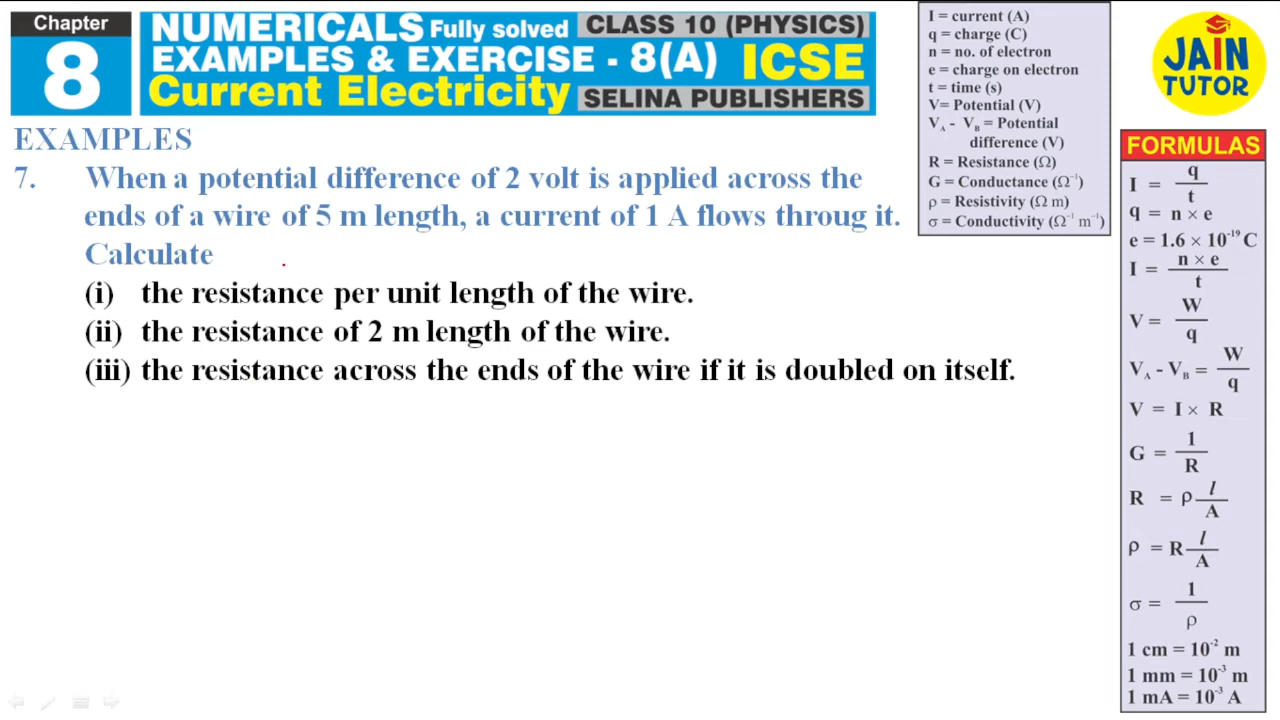 Chapter
8
NUMERICALS Fully solved
EXAMPLES & EXERCISE - 8(A)
Current Electricity
CLASS 10 (PHYSICS)
ICSE
SELINA PUBLISHERS
I = current (A)
q = charge (C)
n = no. of electron
e = charge on electron
t = time (s)
V= Potential (V)
V_A - V_B = Potential
difference (V)
R = Resistance (Ω)
G = Conductance (Ω⁻¹)
ρ = Resistivity (Ω m)
σ = Conductivity (Ω⁻¹ m⁻¹)
JAIN
TUTOR
EXAMPLES
7. When a potential difference of 2 volt is applied across the
ends of a wire of 5 m length, a current of 1 A flows throug it.
Calculate
(i) the resistance per unit length of the wire.
(ii) the resistance of 2 m length of the wire.
(iii) the resistance across the ends of the wire if it is doubled on itself.
FORMULAS
I = q/t
q = n × e
e = 1.6 × 10⁻¹⁹ C
I = n × e/t
V = W/q
V_A - V_B = W/q
V = I × R
G = 1/R
R = ρ l/A
ρ = R l/A
σ = 1/ρ
1 cm = 10⁻² m
1 mm = 10⁻³ m
1 mA = 10⁻³ A